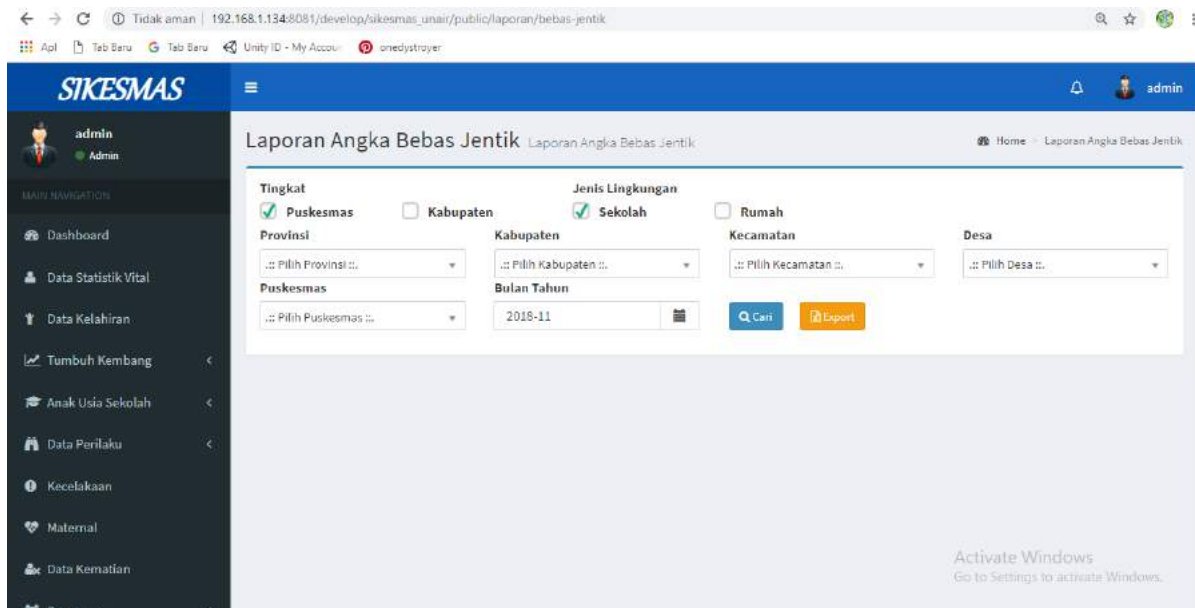 Tidak aman | 192.168.1.134:8081/develop/sikesmas_unair/public/laporan/bebas-jentik
Apl Tab Baru Tab Baru Unity ID - My Accou onedystroyer
SIKESMAS
admin
admin
Admin
Laporan Angka Bebas Jentik Laporan Angka Bebas Jentik
Home > Laporan Angka Bebas Jentik
MAIN NAVIGATION
Dashboard
Data Statistik Vital
Data Kelahiran
Tumbuh Kembang
Anak Usia Sekolah
Data Perilaku
Kecelakaan
Maternal
Data Kematian
Tingkat Jenis Lingkungan
Puskesmas Kabupaten Sekolah Rumah
Provinsi Kabupaten Kecamatan Desa
.:: Pilih Provinsi ::. .:: Pilih Kabupaten ::. .:: Pilih Kecamatan ::. .:: Pilih Desa ::.
Puskesmas Bulan Tahun
.:: Pilih Puskesmas ::. 2018-11 Cari Export
Activate Windows
Go to Settings to activate Windows.